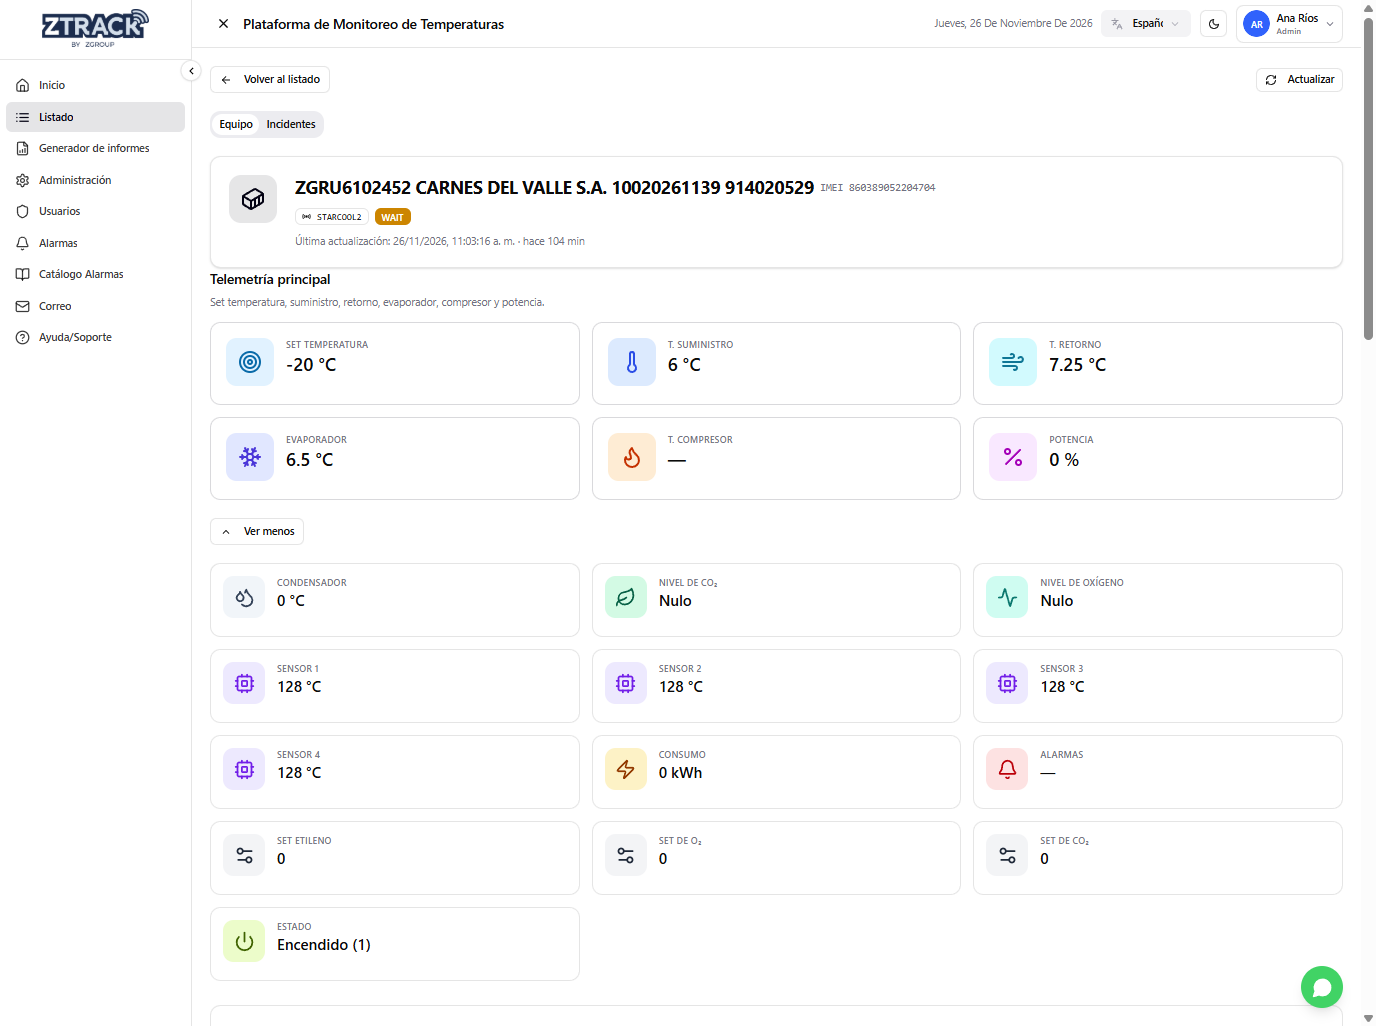 ZTRACK
BY ZGROUP
Plataforma de Monitoreo de Temperaturas
Jueves, 26 De Noviembre De 2026
Españc
AR
Ana Ríos
Admin
Inicio
Listado
Generador de informes
Administración
Usuarios
Alarmas
Catálogo Alarmas
Correo
Ayuda/Soporte
Volver al listado
Actualizar
Equipo
Incidentes
ZGRU6102452 CARNES DEL VALLE S.A. 10020261139 914020529 IMEI 860389052204704
STARCOOL2
WAIT
Última actualización: 26/11/2026, 11:03:16 a. m. · hace 104 min
Telemetría principal
Set temperatura, suministro, retorno, evaporador, compresor y potencia.
SET TEMPERATURA
-20 °C
T. SUMINISTRO
6 °C
T. RETORNO
7.25 °C
EVAPORADOR
6.5 °C
T. COMPRESOR
—
POTENCIA
0 %
Ver menos
CONDENSADOR
0 °C
NIVEL DE CO₂
Nulo
NIVEL DE OXÍGENO
Nulo
SENSOR 1
128 °C
SENSOR 2
128 °C
SENSOR 3
128 °C
SENSOR 4
128 °C
CONSUMO
0 kWh
ALARMAS
—
SET ETILENO
0
SET DE O₂
0
SET DE CO₂
0
ESTADO
Encendido (1)